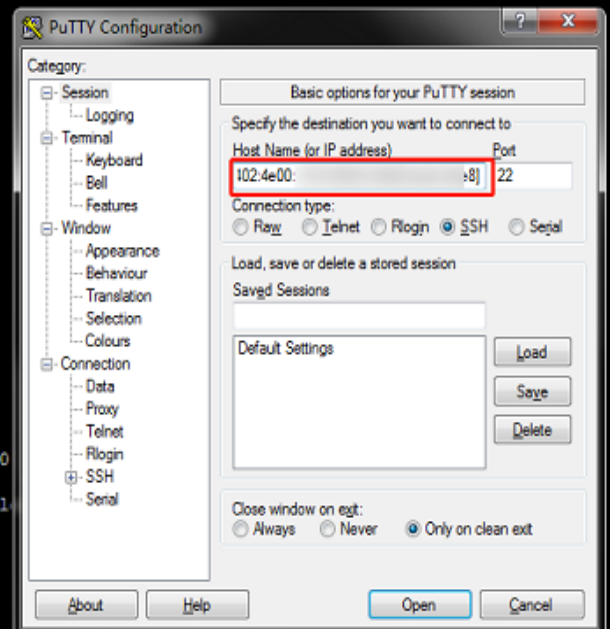 PuTTY Configuration
Category:
Session
Logging
Terminal
Keyboard
Bell
Features
Window
Appearance
Behaviour
Translation
Selection
Colours
Connection
Data
Proxy
Telnet
Rlogin
SSH
Serial
Basic options for your PuTTY session
Specify the destination you want to connect to
Host Name (or IP address) Port
402:4e00: 8] 22
Connection type:
Raw Telnet Rlogin SSH Serial
Load, save or delete a stored session
Saved Sessions
Default Settings
Load
Save
Delete
Close window on exit:
Always Never Only on clean exit
About Help Open Cancel